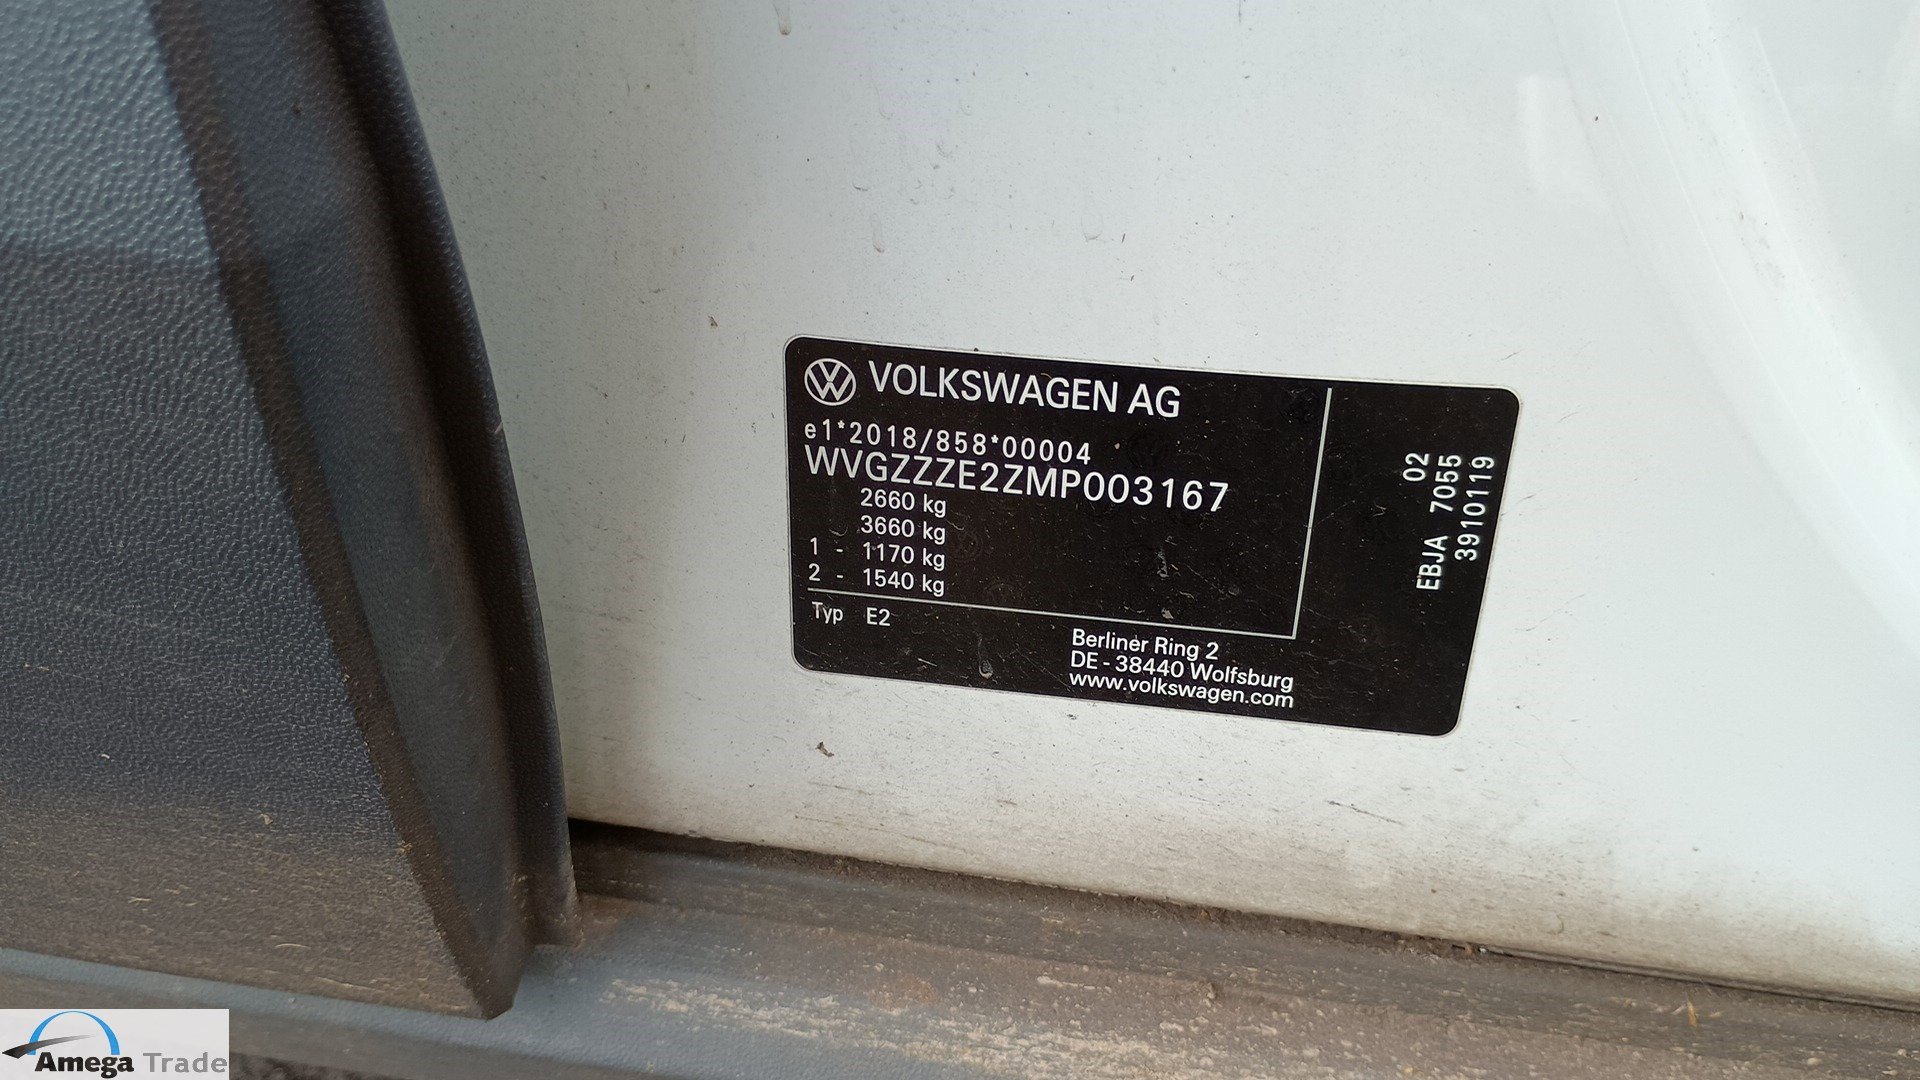 VOLKSWAGEN AG
e1*2018/858*00004
WVGZZZE2ZMP003167
2660 kg
3660 kg
1 - 1170 kg
2 - 1540 kg
Typ E2
Berliner Ring 2
DE - 38440 Wolfsburg
www.volkswagen.com
02
EBJA 7055
3910119
Amega Trade